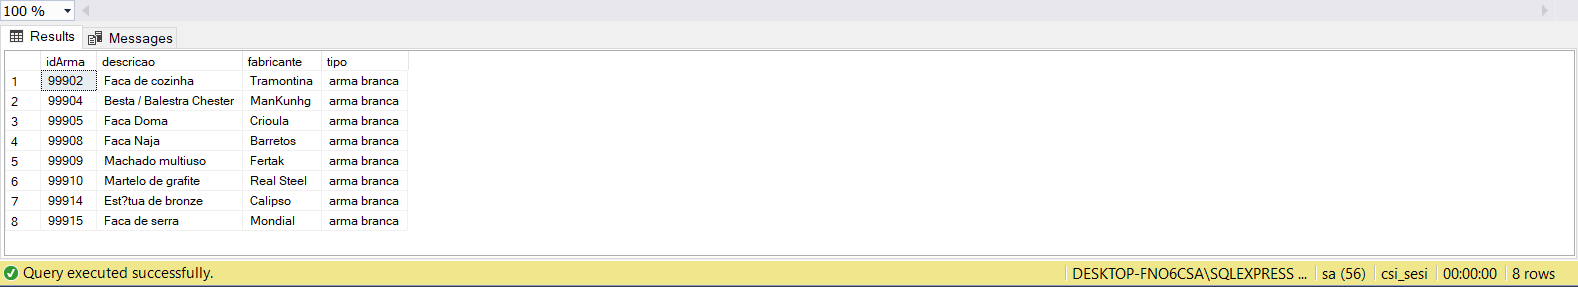 100 %
Results Messages
idArma descricao fabricante tipo
1 99902 Faca de cozinha Tramontina arma branca
2 99904 Besta / Balestra Chester ManKunhg arma branca
3 99905 Faca Doma Crioula arma branca
4 99908 Faca Naja Barretos arma branca
5 99909 Machado multiuso Fertak arma branca
6 99910 Martelo de grafite Real Steel arma branca
7 99914 Est?tua de bronze Calipso arma branca
8 99915 Faca de serra Mondial arma branca
Query executed successfully. DESKTOP-FNO6CSA\SQLEXPRESS ... sa (56) csi_sesi 00:00:00 8 rows